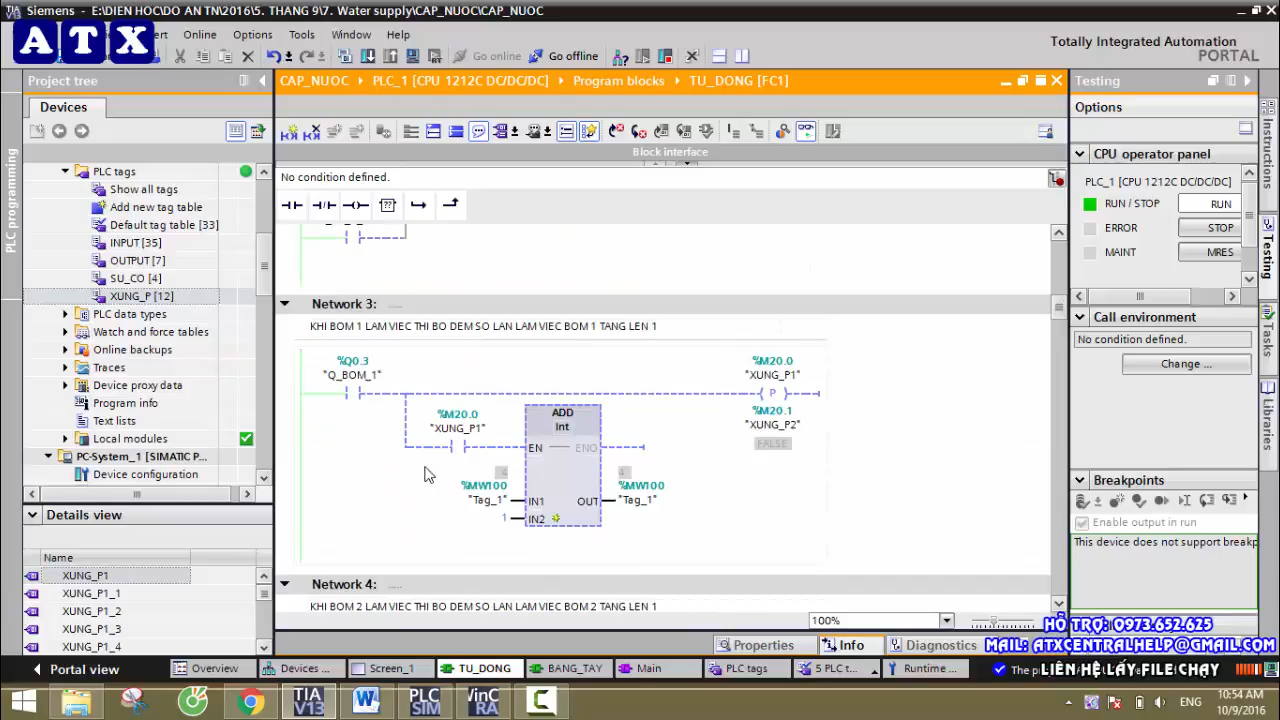 Siemens - E:\DIEN HOC\DO AN TN\2016\5. THANG 9\7. Water supply\CAP_NUOC\CAP_NUOC
ATX
Online Options Tools Window Help
Totally Integrated Automation
PORTAL
Go online Go offline
Project tree
CAP_NUOC PLC_1 [CPU 1212C DC/DC/DC] Program blocks TU_DONG [FC1]
Testing
Devices
Options
Block interface
CPU operator panel
PLC tags
No condition defined.
PLC_1 [CPU 1212C DC/DC/DC]
Show all tags
Add new tag table
RUN / STOP RUN
Default tag table [33]
ERROR STOP
INPUT [35]
MAINT MRES
OUTPUT [7]
SU_CO [4]
XUNG_P [12]
Network 3:
PLC data types
Call environment
KHI BOM 1 LAM VIEC THI BO DEM SO LAN LAM VIEC BOM 1 TANG LEN 1
Watch and force tables
No condition defined.
Online backups
Change ...
Traces
%Q0.3
%M20.0
"Q_BOM_1"
"XUNG_P1"
Device proxy data
P
Program info
%M20.0
ADD
%M20.1
"XUNG_P1"
Int
"XUNG_P2"
Text lists
FALSE
Local modules
EN ENO
PC-System_1 [SIMATIC P...
Device configuration
4
4
Breakpoints
%MW100
%MW100
"Tag_1" IN1
OUT "Tag_1"
1 IN2
Enable output in run
Details view
This device does not support breakp
Name
XUNG_P1
XUNG_P1_1
XUNG_P1_2
XUNG_P1_3
XUNG_P1_4
Network 4:
KHI BOM 2 LAM VIEC THI BO DEM SO LAN LAM VIEC BOM 2 TANG LEN 1
100%
HỖ TRỢ: 0973.652.625
Properties Info Diagnostics
MAIL: ATXCENTRALHELP@GMAIL.COM
Portal view Overview Devices ... Screen_1 TU_DONG BANG_TAY Main PLC tags 5 PLC t... Runtime ... The p
LIÊN HỆ LẤY FILE CHẠY
PLC programming
Instructions
Testing
Tasks
Libraries
TIA V13
PLC SIM
WinC RA
ENG
10:54 AM
10/9/2016